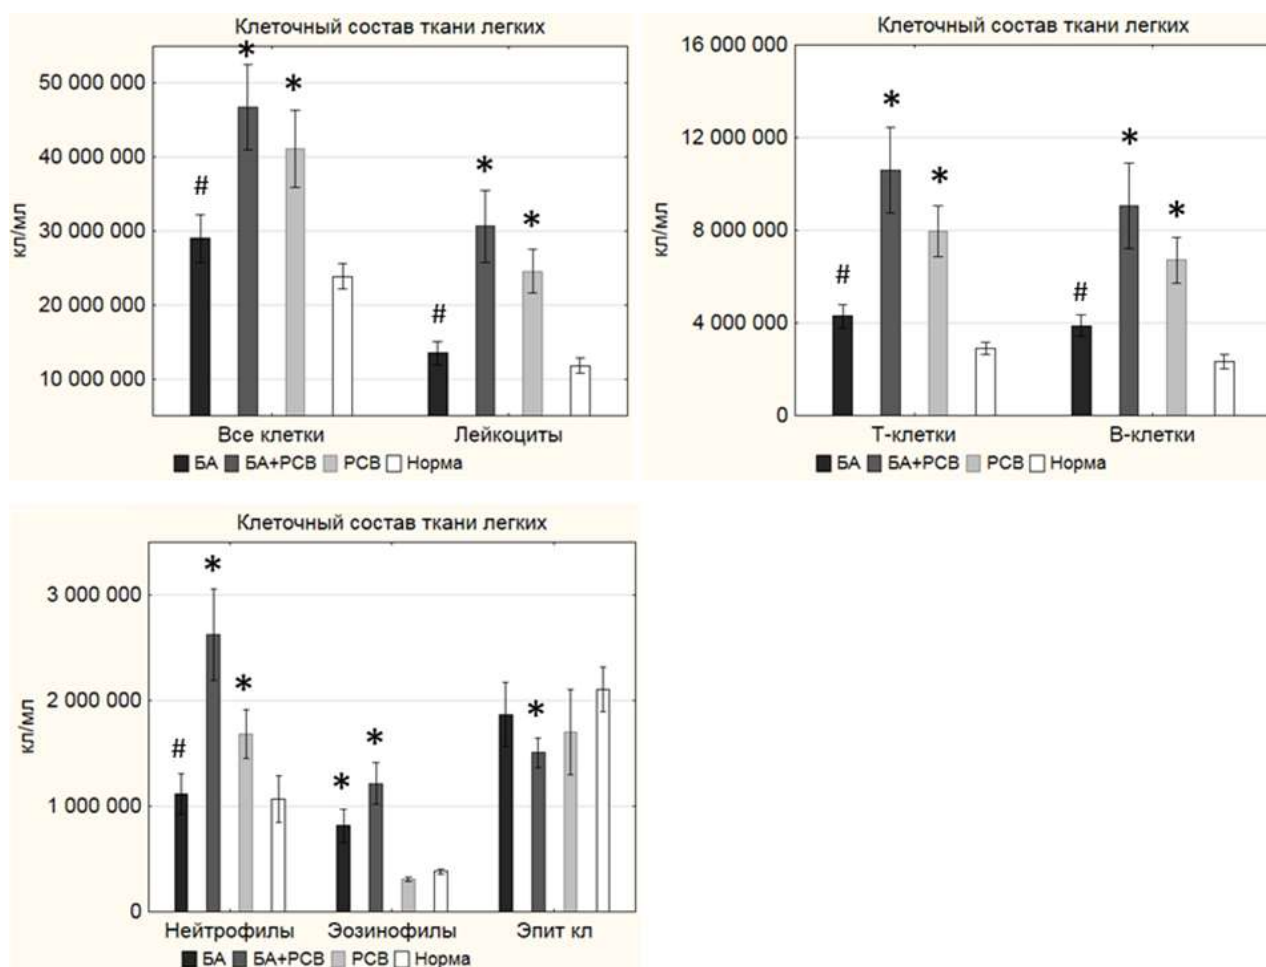 Клеточный состав ткани легких
кл/мл
50 000 000
40 000 000
30 000 000
20 000 000
10 000 000
* * # * * #
Все клетки Лейкоциты
БА БА+РСВ РСВ Норма
Клеточный состав ткани легких
кл/мл
16 000 000
12 000 000
8 000 000
4 000 000
0
* * * * # #
Т-клетки В-клетки
БА БА+РСВ РСВ Норма
Клеточный состав ткани легких
кл/мл
3 000 000
2 000 000
1 000 000
0
* * * # * *
Нейтрофилы Эозинофилы Эпит кл
БА БА+РСВ РСВ Норма